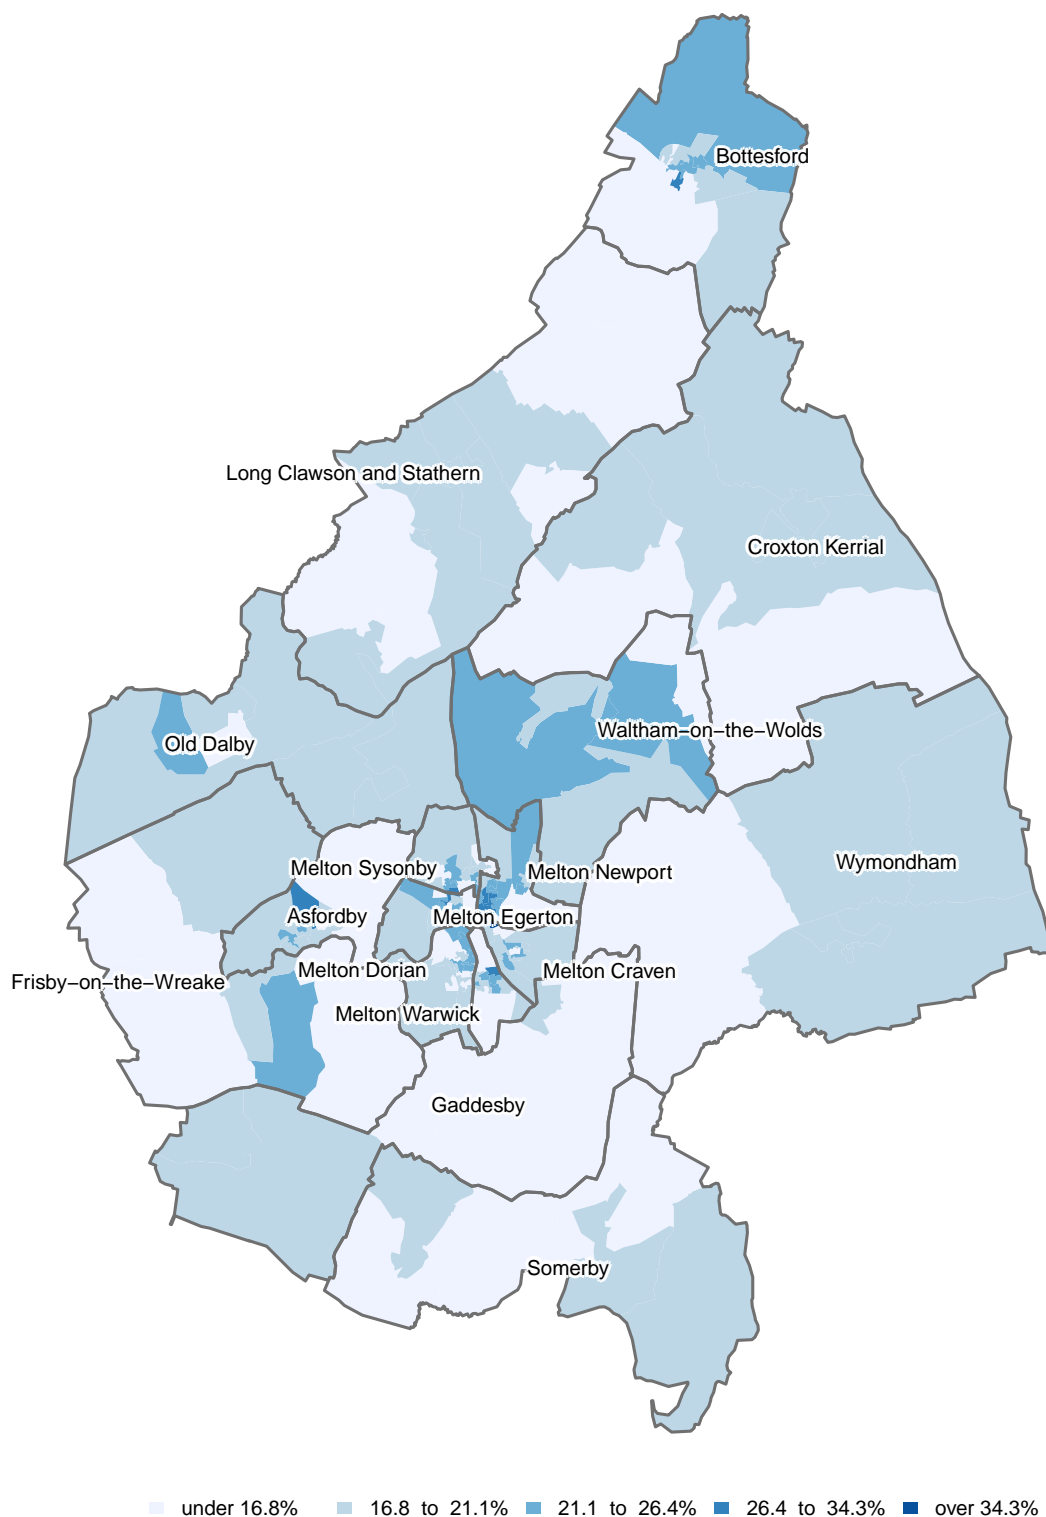 Bottesford
Long Clawson and Stathern
Croxton Kerrial
Waltham−on−the−Wolds
Old Dalby
Wymondham
Melton Sysonby
Melton Newport
Asfordby
Melton Egerton
Melton Dorian
Melton Craven
Frisby−on−the−Wreake
Melton Warwick
Gaddesby
Somerby
under 16.8% 16.8 to 21.1% 21.1 to 26.4% 26.4 to 34.3% over 34.3%